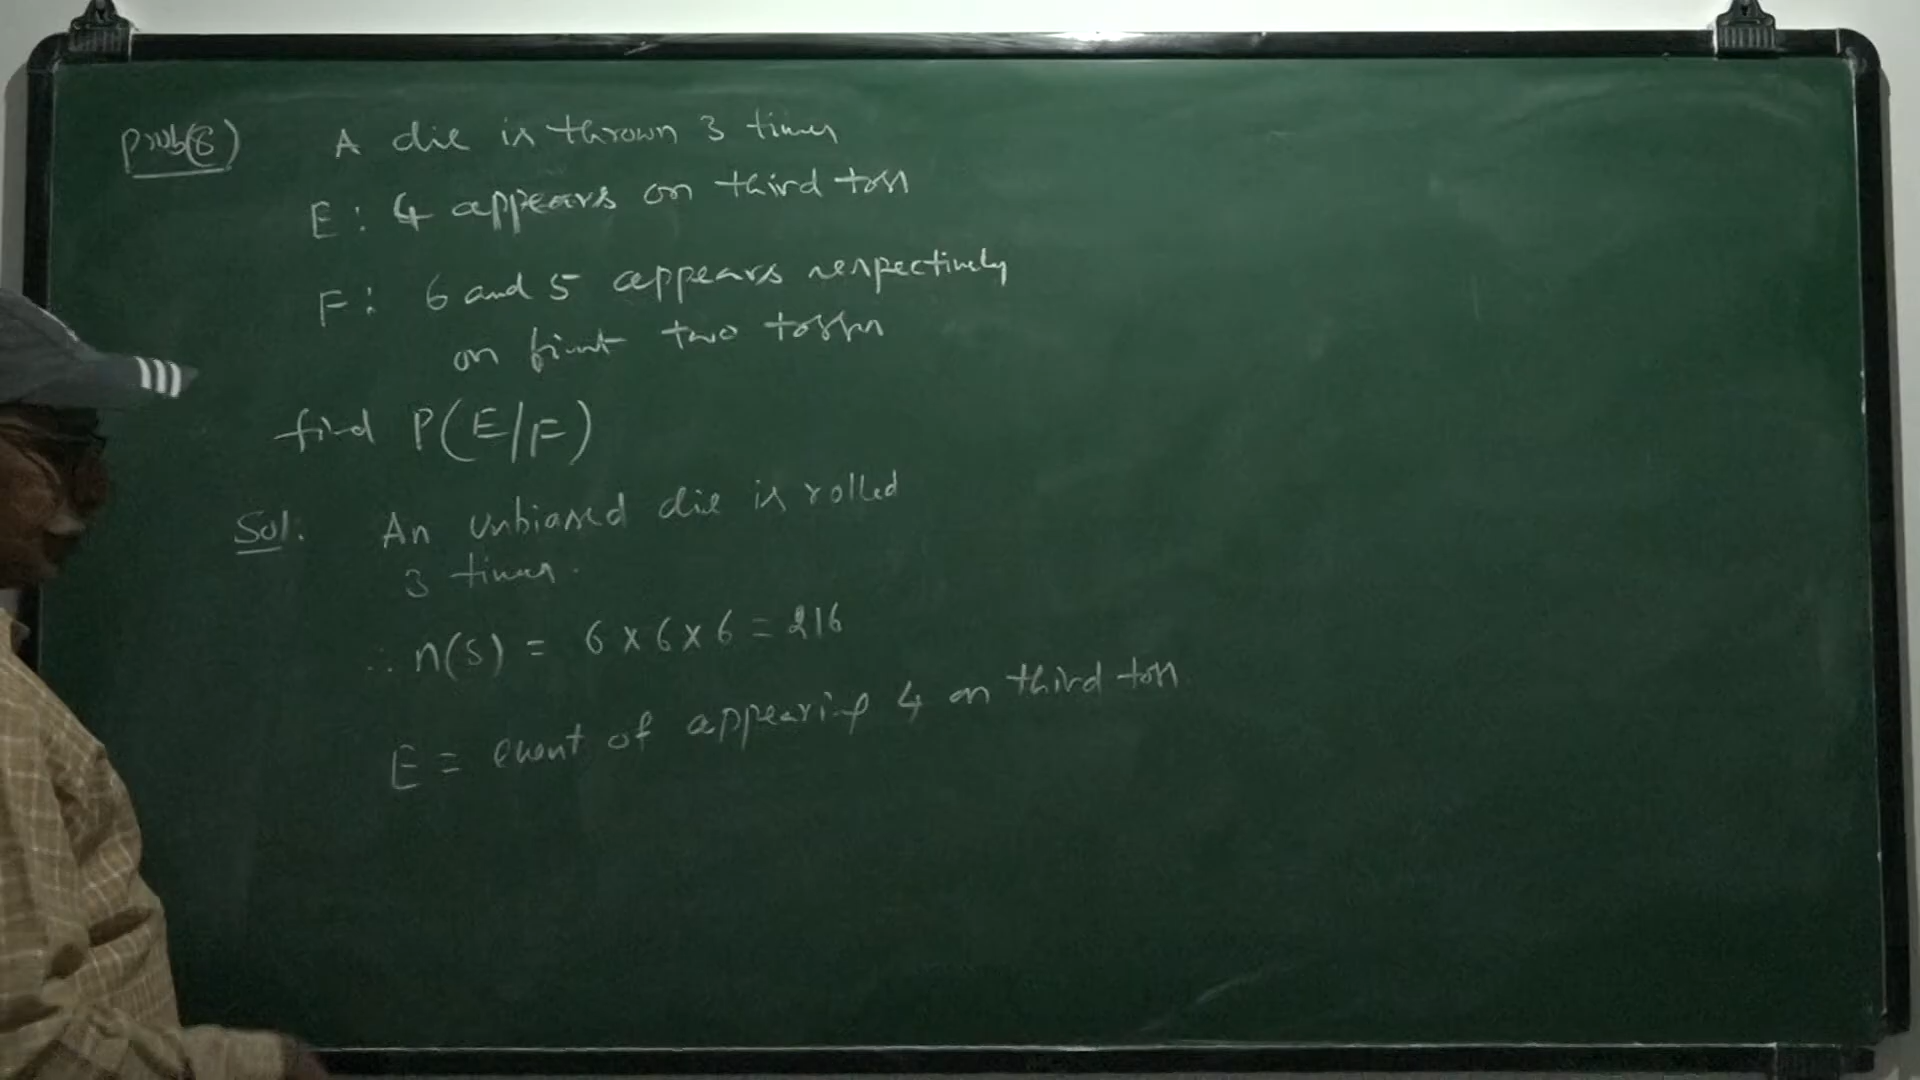 Prob(8) A die is thrown 3 times
E: 4 appears on third toss
F: 6 and 5 appears respectively
on first two tosses
find P(E/F)
Sol. An unbiased die is rolled
3 times.
∴ n(S) = 6 x 6 x 6 = 216
E = event of appearing 4 on third toss